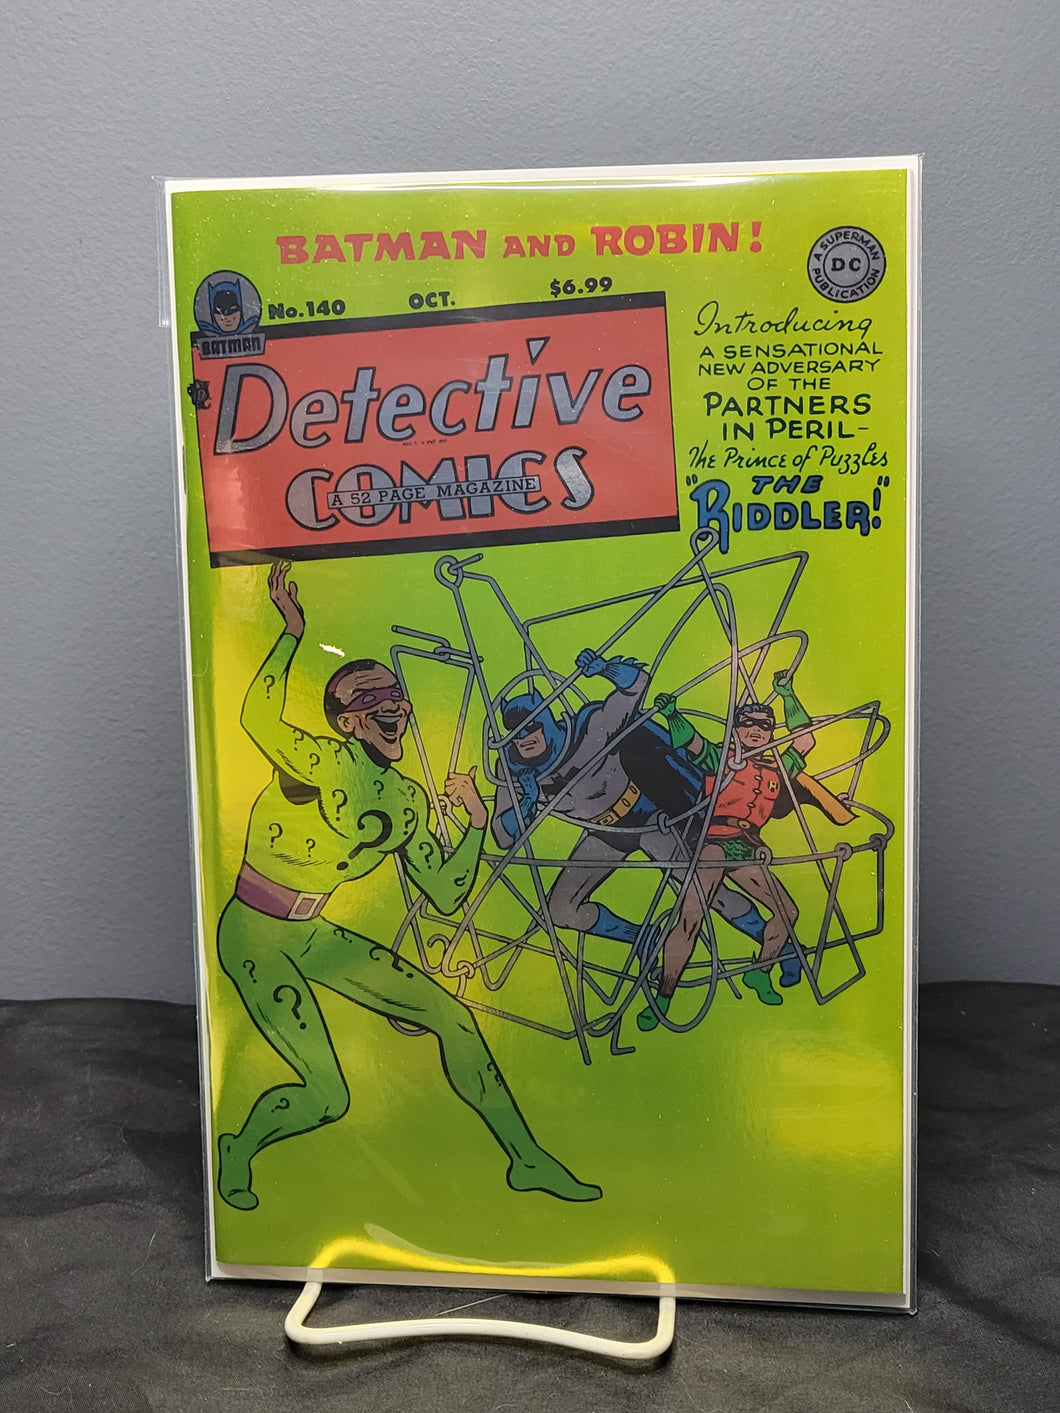 BATMAN AND ROBIN!
A SUPERMAN PUBLICATION
DC
No.140 OCT. $6.99
BATMAN
Detective
COMICS
A 52 PAGE MAGAZINE
Introducing
A SENSATIONAL
NEW ADVERSARY
OF THE
PARTNERS
IN PERIL-
The Prince of Puzzles
"THE
RIDDLER!"
? ? ? ? ? ? ? ? ? ? ? ? ? ?
R